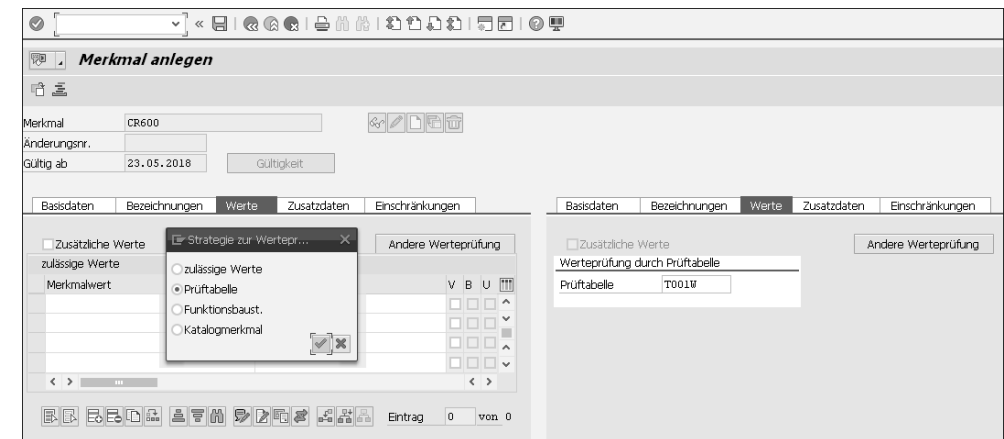 Merkmal anlegen
Merkmal CR600
Änderungsnr.
Gültig ab 23.05.2018 Gültigkeit
Basisdaten Bezeichnungen Werte Zusatzdaten Einschränkungen
Zusätzliche Werte Andere Werteprüfung
zulässige Werte
Merkmalwert V B U
Strategie zur Wertepr...
zulässige Werte
Prüftabelle
Funktionsbaust.
Katalogmerkmal
Eintrag 0 von 0
Basisdaten Bezeichnungen Werte Zusatzdaten Einschränkungen
Zusätzliche Werte Andere Werteprüfung
Werteprüfung durch Prüftabelle
Prüftabelle T001W